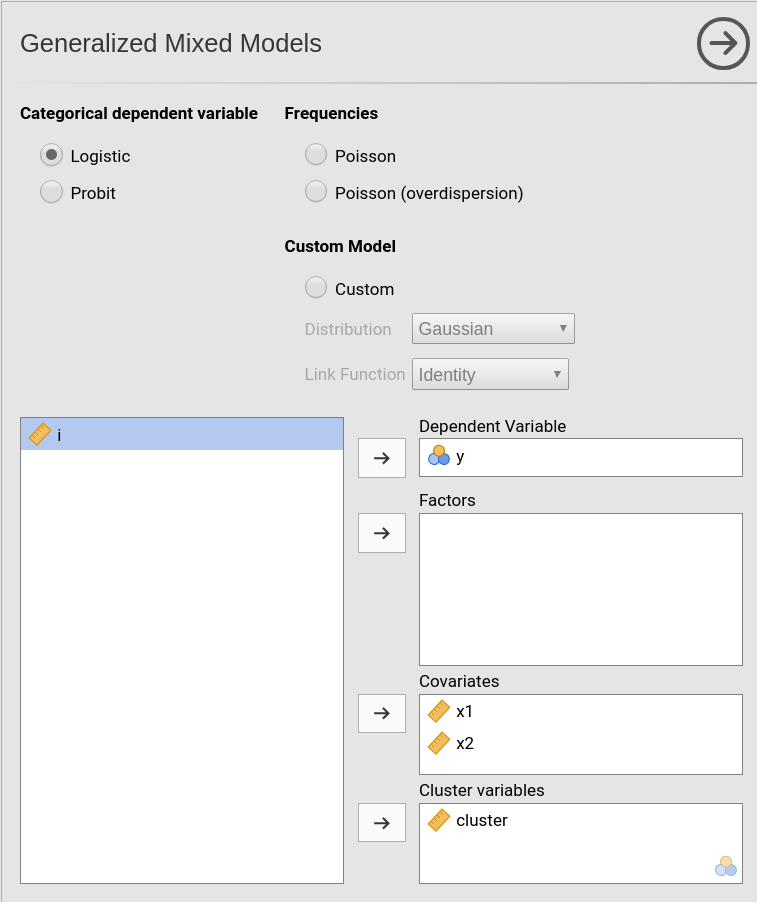 Generalized Mixed Models
Categorical dependent variable
Frequencies
Logistic
Poisson
Probit
Poisson (overdispersion)
Custom Model
Custom
Distribution Gaussian
Link Function Identity
i
Dependent Variable
y
Factors
Covariates
x1
x2
Cluster variables
cluster